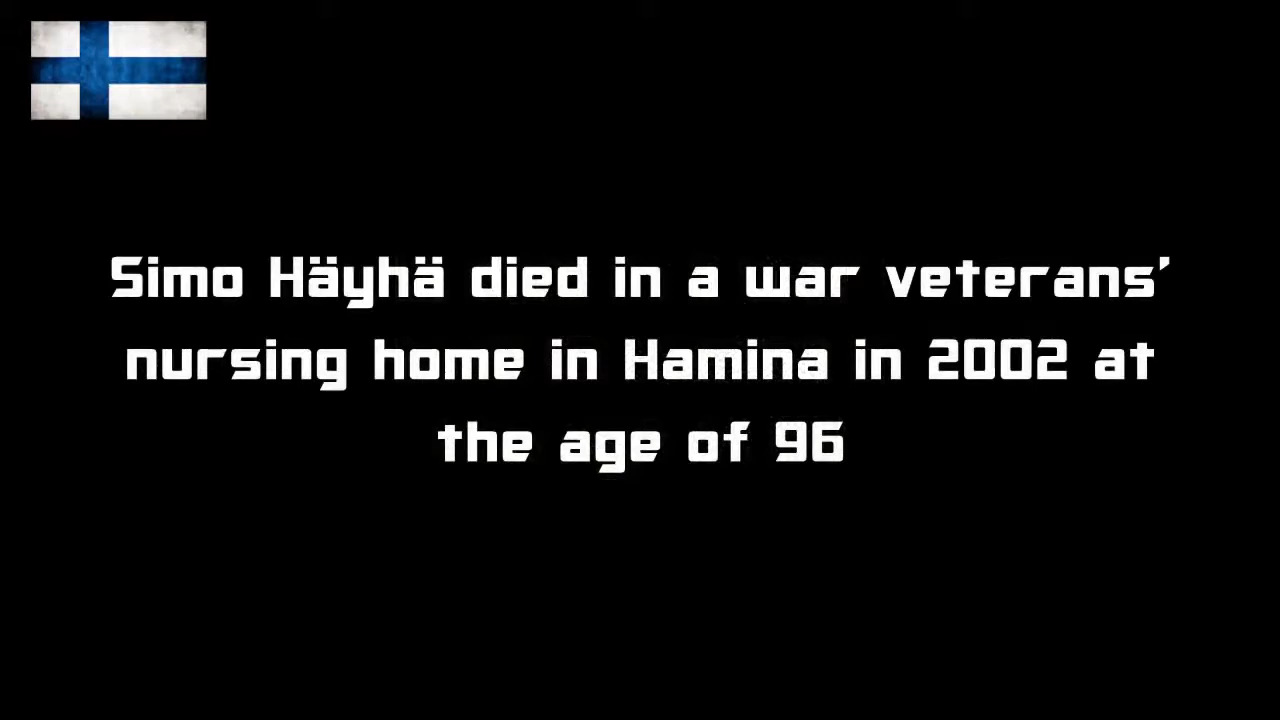 Simo Häyhä died in a war veterans’
nursing home in Hamina in 2002 at
the age of 96